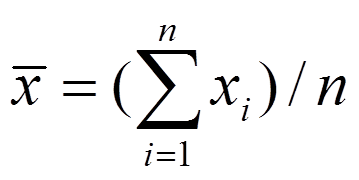 x̄ = (∑ᵢ₌₁ⁿ xᵢ) / n